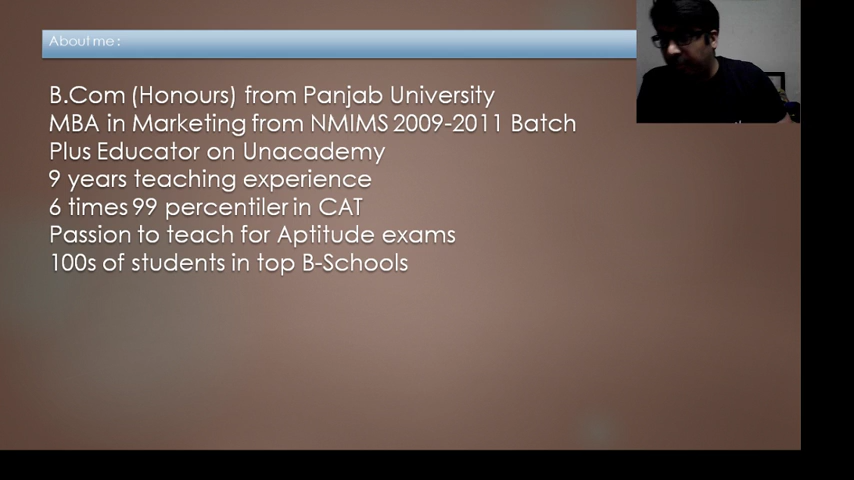 About me :
B.Com (Honours) from Panjab University
MBA in Marketing from NMIMS 2009-2011 Batch
Plus Educator on Unacademy
9 years teaching experience
6 times 99 percentiler in CAT
Passion to teach for Aptitude exams
100s of students in top B-Schools